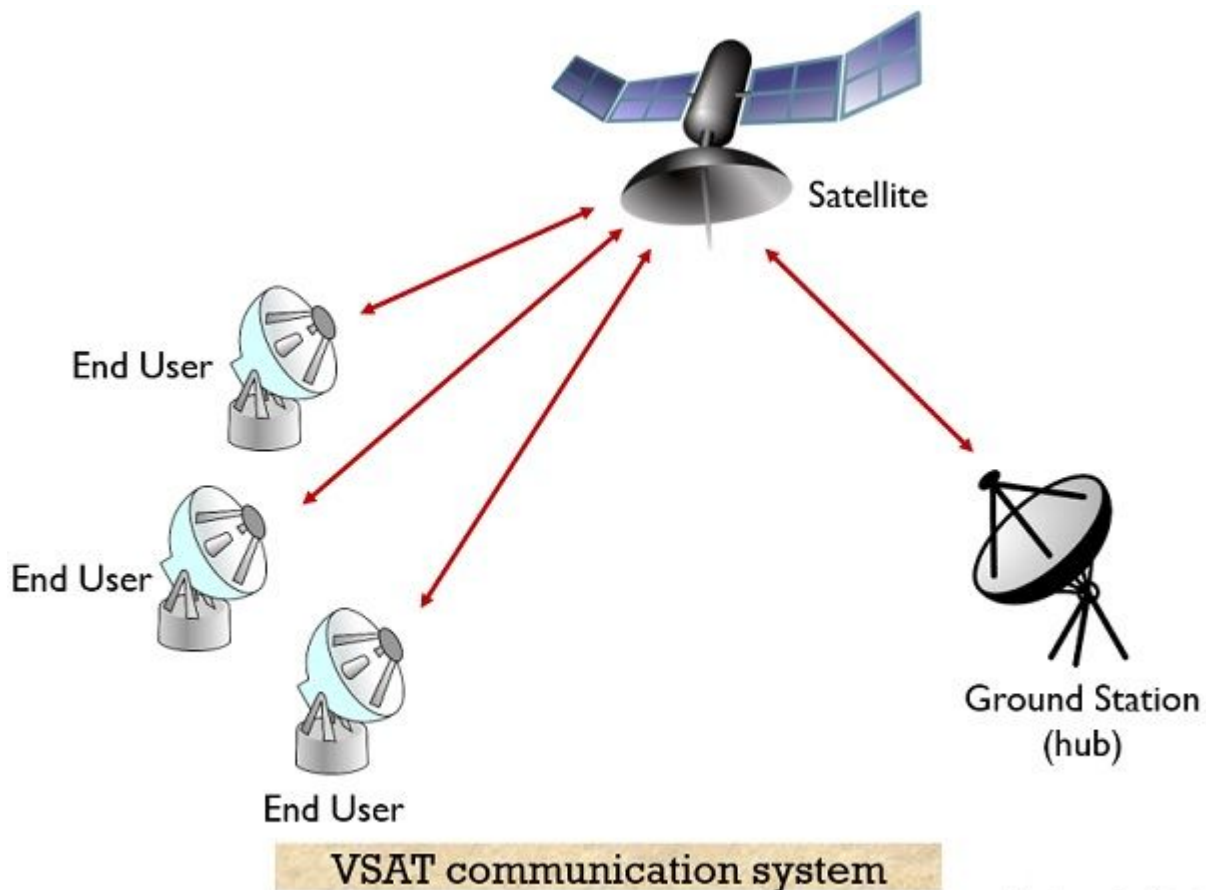 Satellite
End User
End User
End User
Ground Station
(hub)
VSAT communication system